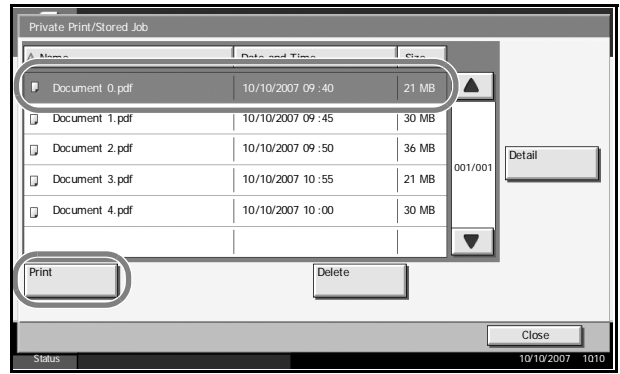 Private Print/Stored Job
Name Date and Time Size
Document 0.pdf 10/10/2007 09:40 21 MB
Document 1.pdf 10/10/2007 09:45 30 MB
Document 2.pdf 10/10/2007 09:50 36 MB
Document 3.pdf 10/10/2007 10:55 21 MB
Document 4.pdf 10/10/2007 10:00 30 MB
001/001
Detail
Print Delete
Close
Status 10/10/2007 1010